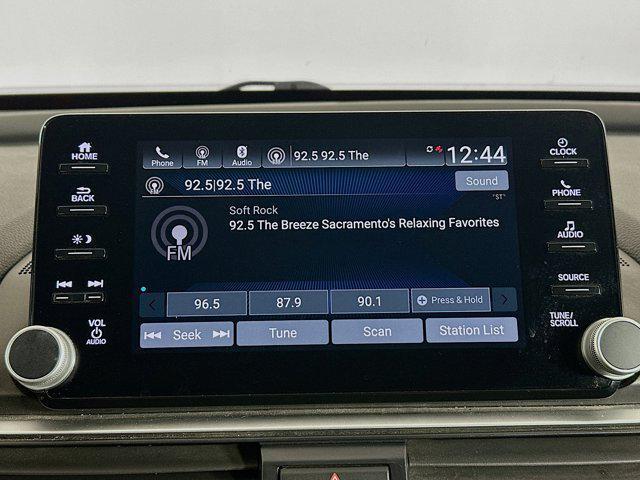 HOME
BACK
VOL
AUDIO
Phone
FM
Audio
92.5 92.5 The
12:44
92.5|92.5 The
Sound
"ST"
Soft Rock
92.5 The Breeze Sacramento's Relaxing Favorites
FM
96.5
87.9
90.1
Press & Hold
Seek
Tune
Scan
Station List
CLOCK
PHONE
AUDIO
SOURCE
TUNE/
SCROLL